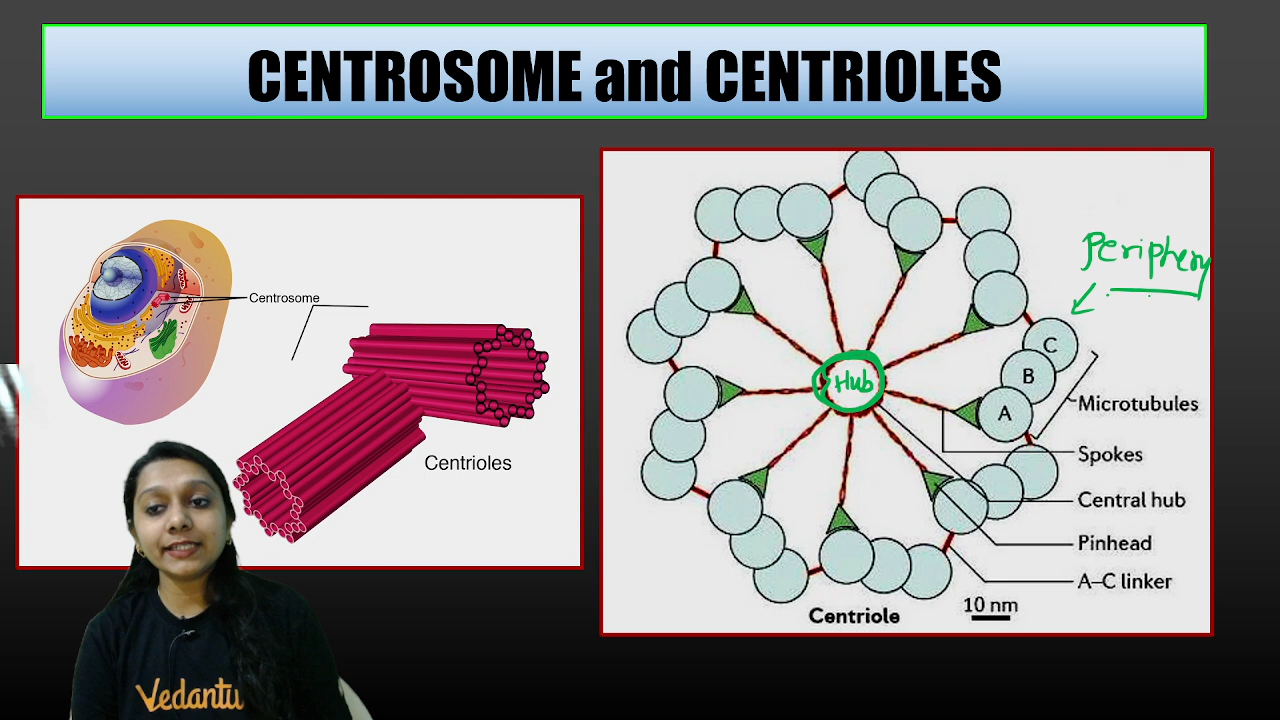 CENTROSOME and CENTRIOLES
Centrosome
Centrioles
Periphery
Hub
C
B
A
Microtubules
Spokes
Central hub
Pinhead
A–C linker
10 nm
Centriole
Vedantu